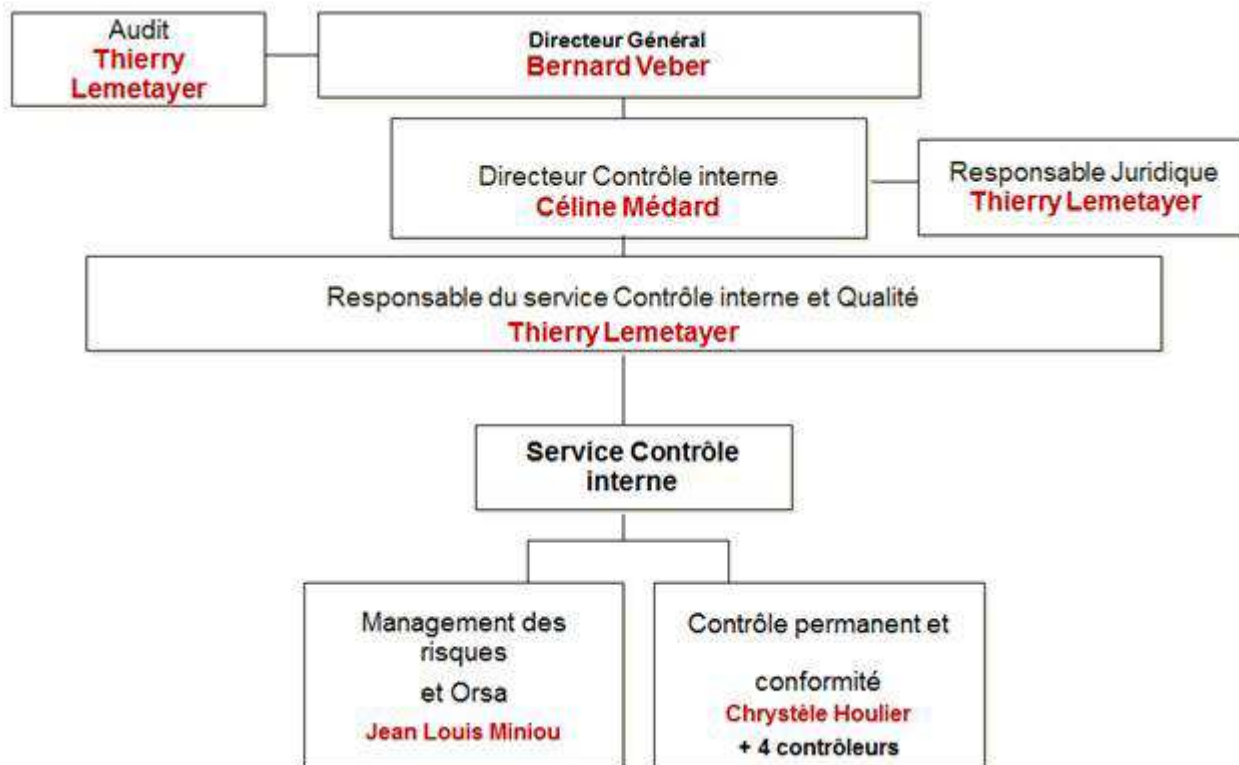 Audit
Thierry
Lemetayer
Directeur Général
Bernard Veber
Directeur Contrôle interne
Céline Médard
Responsable Juridique
Thierry Lemetayer
Responsable du service Contrôle interne et Qualité
Thierry Lemetayer
Service Contrôle
interne
Management des
risques
et Orsa
Jean Louis Miniou
Contrôle permanent et
conformité
Chrystèle Houlier
+ 4 contrôleurs